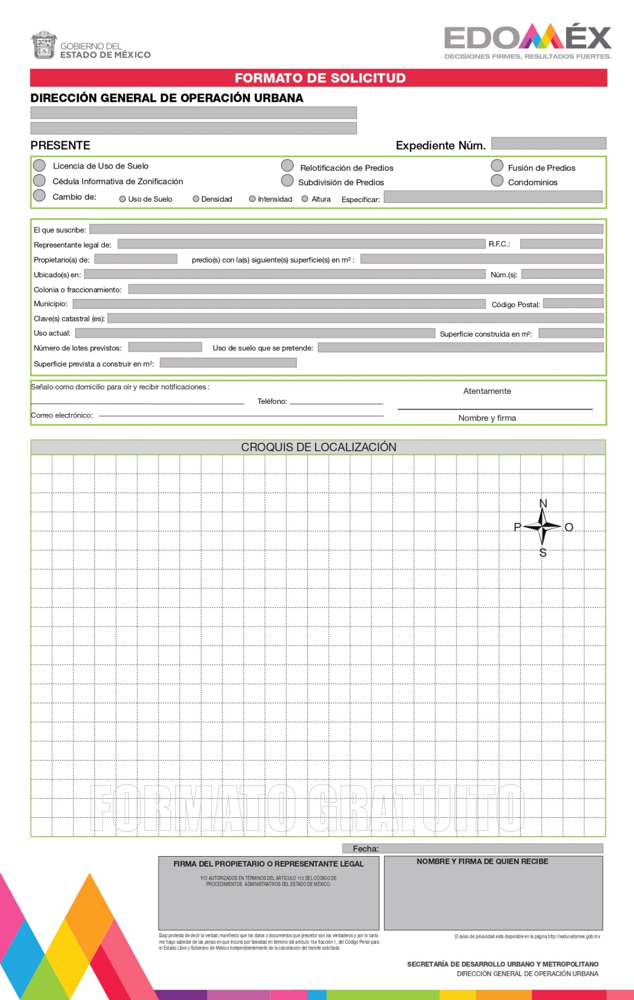 GOBIERNO DEL
ESTADO DE MÉXICO
EDOMÉX
DECISIONES FIRMES, RESULTADOS FUERTES.
FORMATO DE SOLICITUD
DIRECCIÓN GENERAL DE OPERACIÓN URBANA
PRESENTE
Expediente Núm.
Licencia de Uso de Suelo
Relotificación de Predios
Fusión de Predios
Cédula Informativa de Zonificación
Subdivisión de Predios
Condominios
Cambio de:
Uso de Suelo
Densidad
Intensidad
Altura
Especificar:
El que suscribe:
Representante legal de:
R.F.C.:
Propietario(a) de:
predio(s) con la(s) siguiente(s) superficie(s) en m² :
Ubicado(s) en:
Núm.(s):
Colonia o fraccionamiento:
Municipio:
Código Postal:
Clave(s) catastral (es):
Uso actual:
Superficie construida en m²:
Número de lotes previstos:
Uso de suelo que se pretende:
Superficie prevista a construir en m²:
Señalo como domicilio para oír y recibir notificaciones :
Atentamente
Teléfono:
Correo electrónico:
Nombre y firma
CROQUIS DE LOCALIZACIÓN
N
P
O
S
FORMATO GRATUITO
Fecha:
FIRMA DEL PROPIETARIO O REPRESENTANTE LEGAL
Y/O AUTORIZADOS EN TÉRMINOS DEL ARTÍCULO 112 DEL CÓDIGO DE
PROCEDIMIENTOS ADMINISTRATIVOS DEL ESTADO DE MÉXICO.
NOMBRE Y FIRMA DE QUIEN RECIBE
Bajo protesta de decir la verdad, manifiesto que los datos y documentos que presento son los verdaderos y por lo tanto
me hago sabedor de las penas en que incurra por falsedad en término del artículo 156 fracción 1, del Código Penal para
el Estado Libre y Soberano de México independientemente de la cancelación del tramite solicitado.
El aviso de privacidad está disponible en la página http://sedur.edomex.gob.mx
SECRETARÍA DE DESARROLLO URBANO Y METROPOLITANO
DIRECCIÓN GENERAL DE OPERACIÓN URBANA